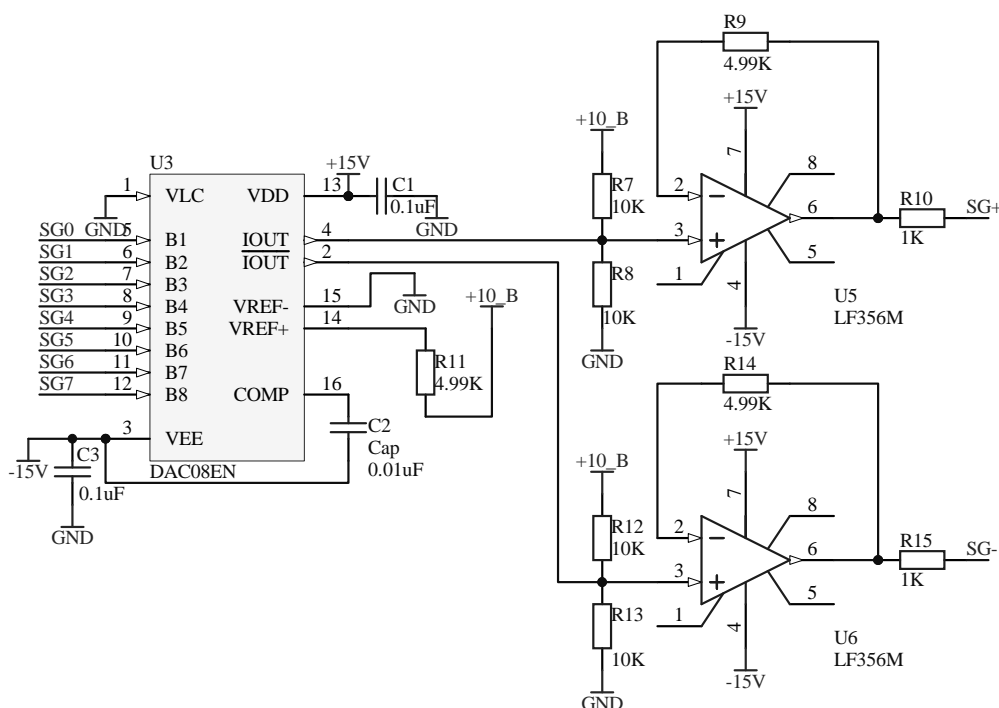 U3
1 VLC VDD 13 +15V
C1
0.1uF
GND
GND
SG0 5 B1 IOUT 4
SG1 6 B2 IOUT 2
SG2 7 B3
SG3 8 B4 VREF- 15 GND
SG4 9 B5 VREF+ 14 +10_B
SG5 10 B6
SG6 11 B7
SG7 12 B8 COMP 16
R11
4.99K
C2
Cap
0.01uF
3 VEE
DAC08EN
-15V
C3
0.1uF
GND
R9
4.99K
+15V
+10_B
7
8
R7
10K
2
3
6
R10
1K
SG+
R8
10K
1
4
5
GND
-15V
U5
LF356M
R14
4.99K
+15V
+10_B
7
8
R12
10K
2
3
6
R15
1K
SG-
R13
10K
1
4
5
GND
-15V
U6
LF356M